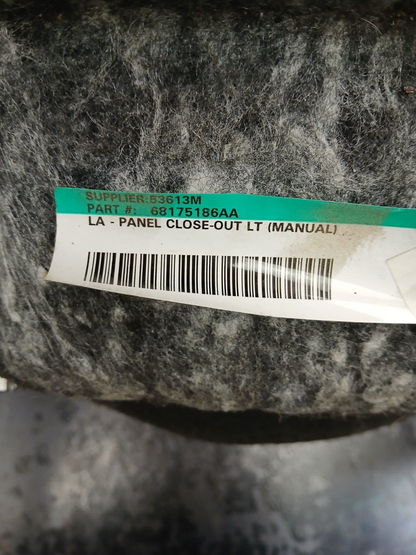 SUPPLIER:53613M
PART #: 68175186AA
LA - PANEL CLOSE-OUT LT (MANUAL)